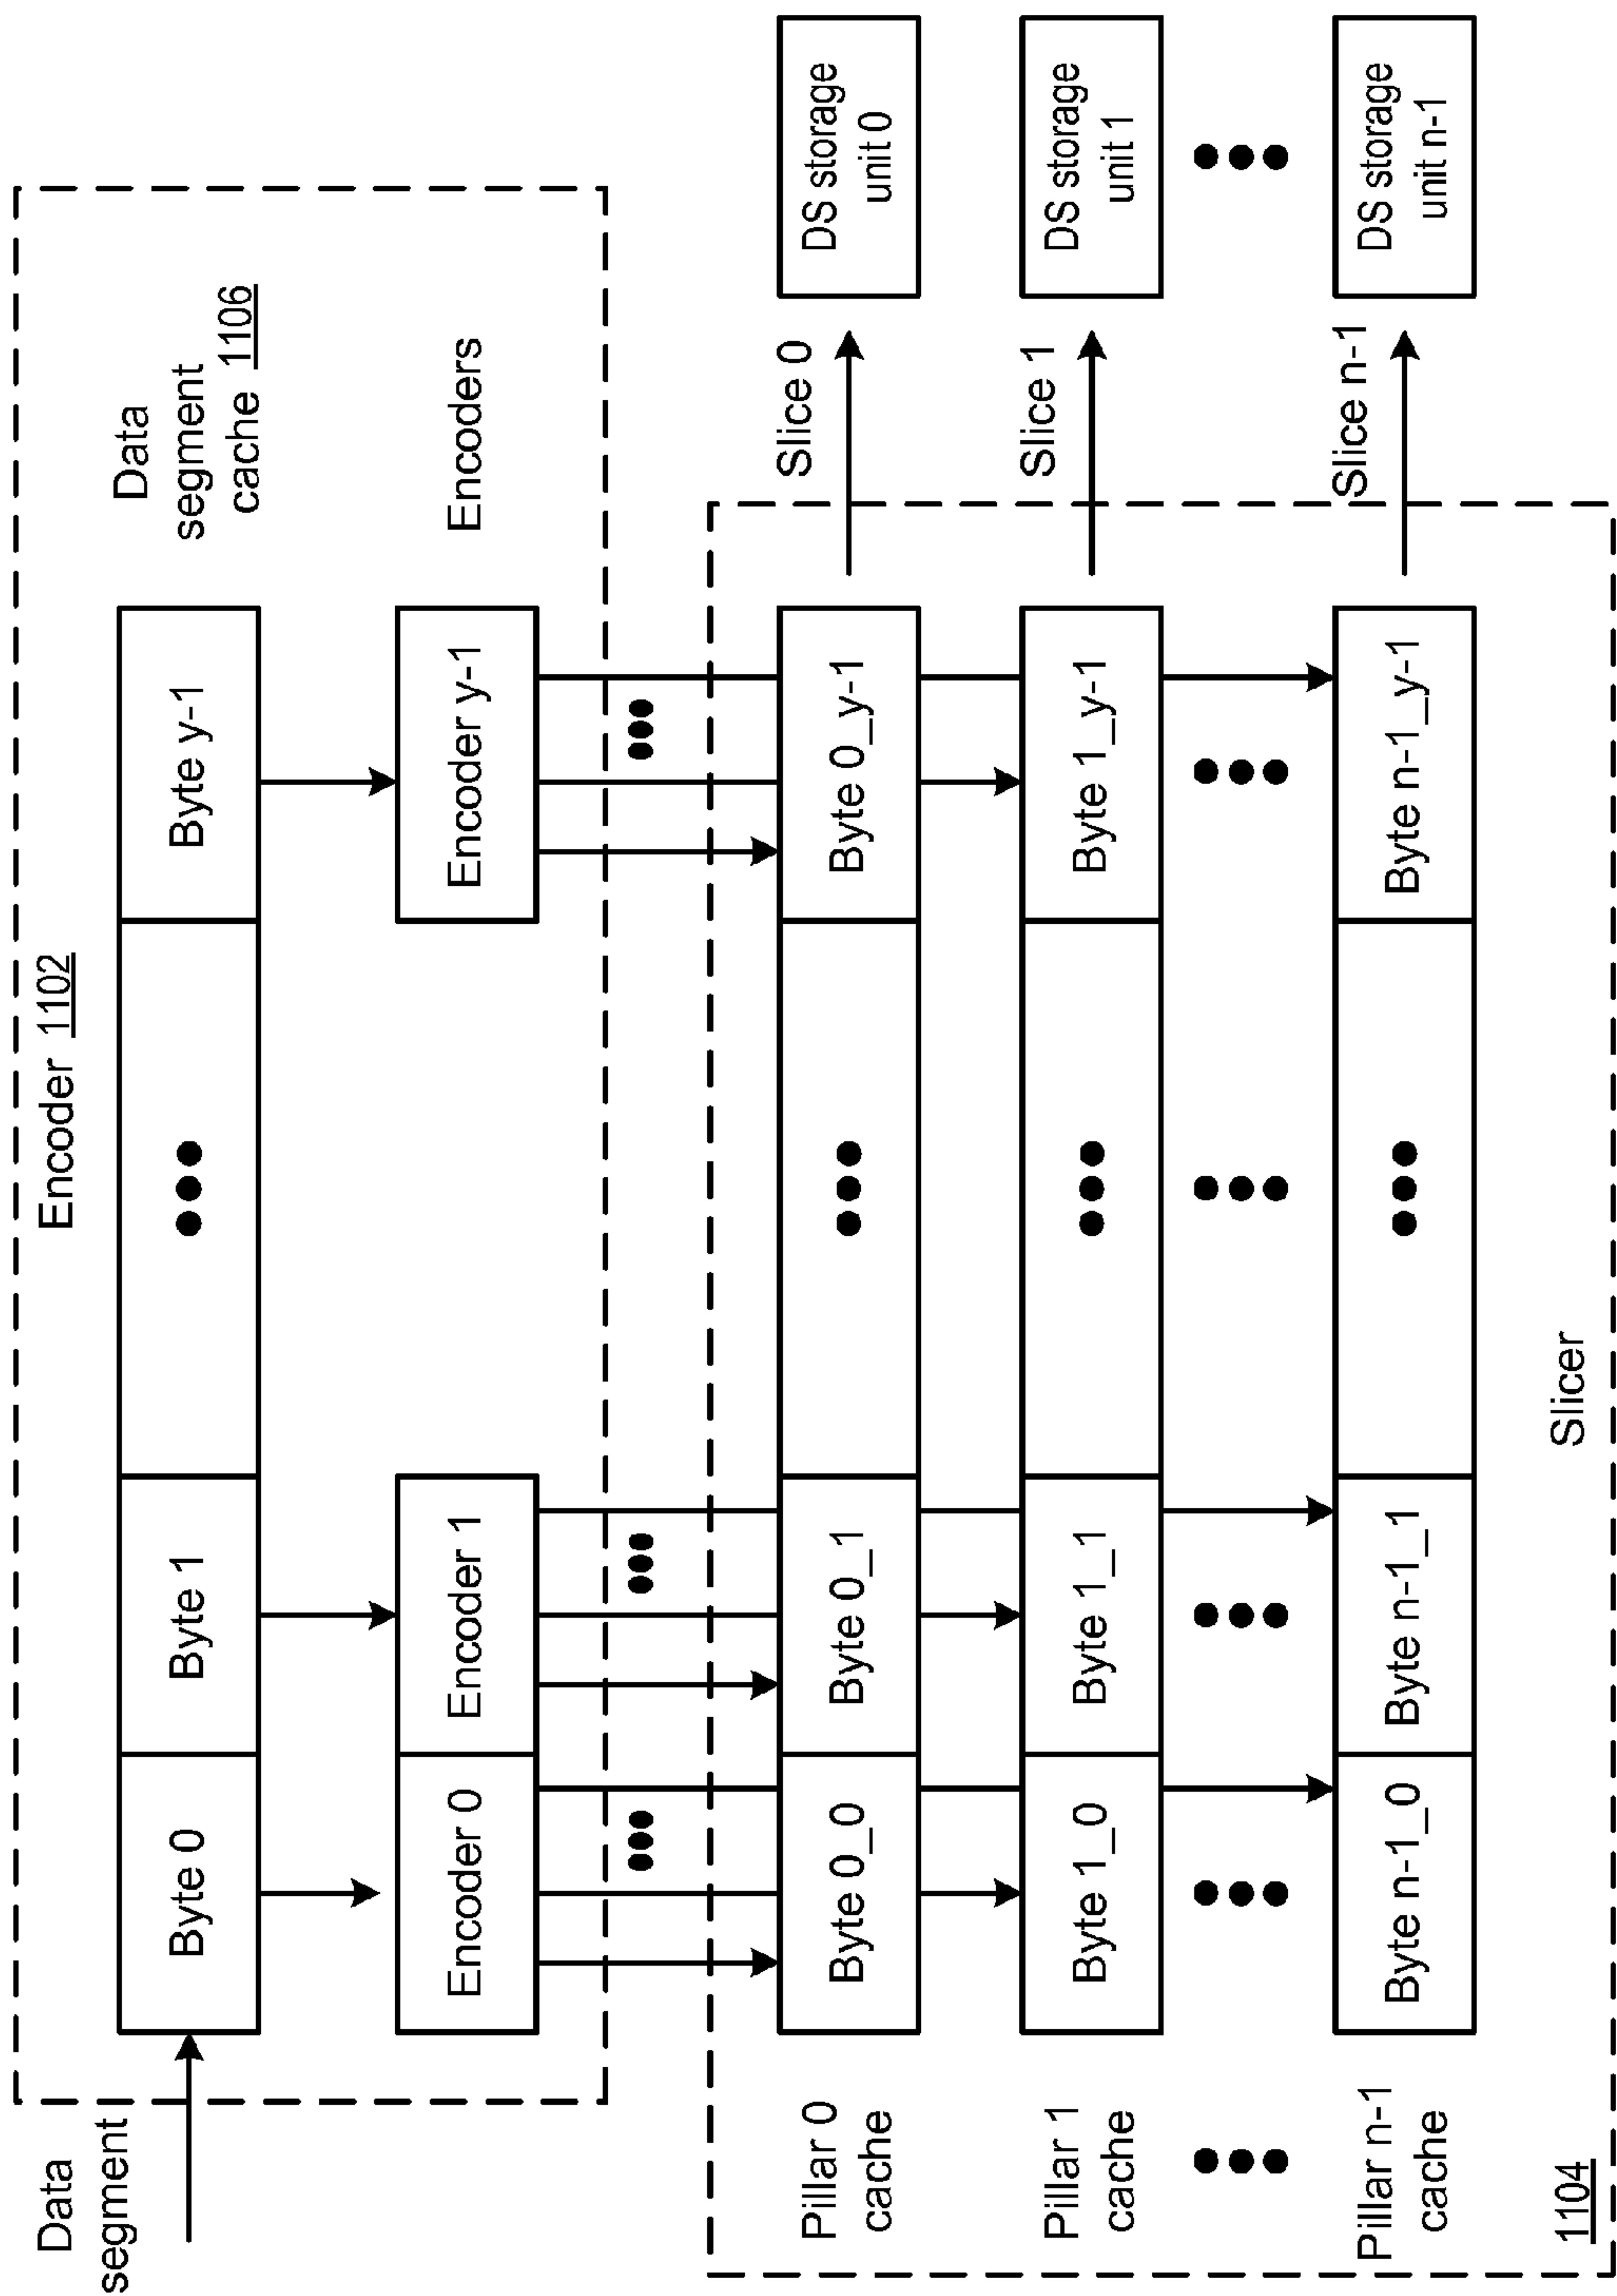 Encoder 1102
Data
segment
Byte 0
Byte 1
Byte y-1
Data
segment
cache 1106
Encoder 0
Encoder 1
Encoder y-1
Encoders
Pillar 0
cache
Byte 0_0
Byte 0_1
Byte 0_y-1
Slice 0
DS storage
unit 0
Pillar 1
cache
Byte 1_0
Byte 1_1
Byte 1_y-1
Slice 1
DS storage
unit 1
Pillar n-1
cache
Byte n-1_0
Byte n-1_1
Byte n-1_y-1
Slice n-1
DS storage
unit n-1
1104
Slicer